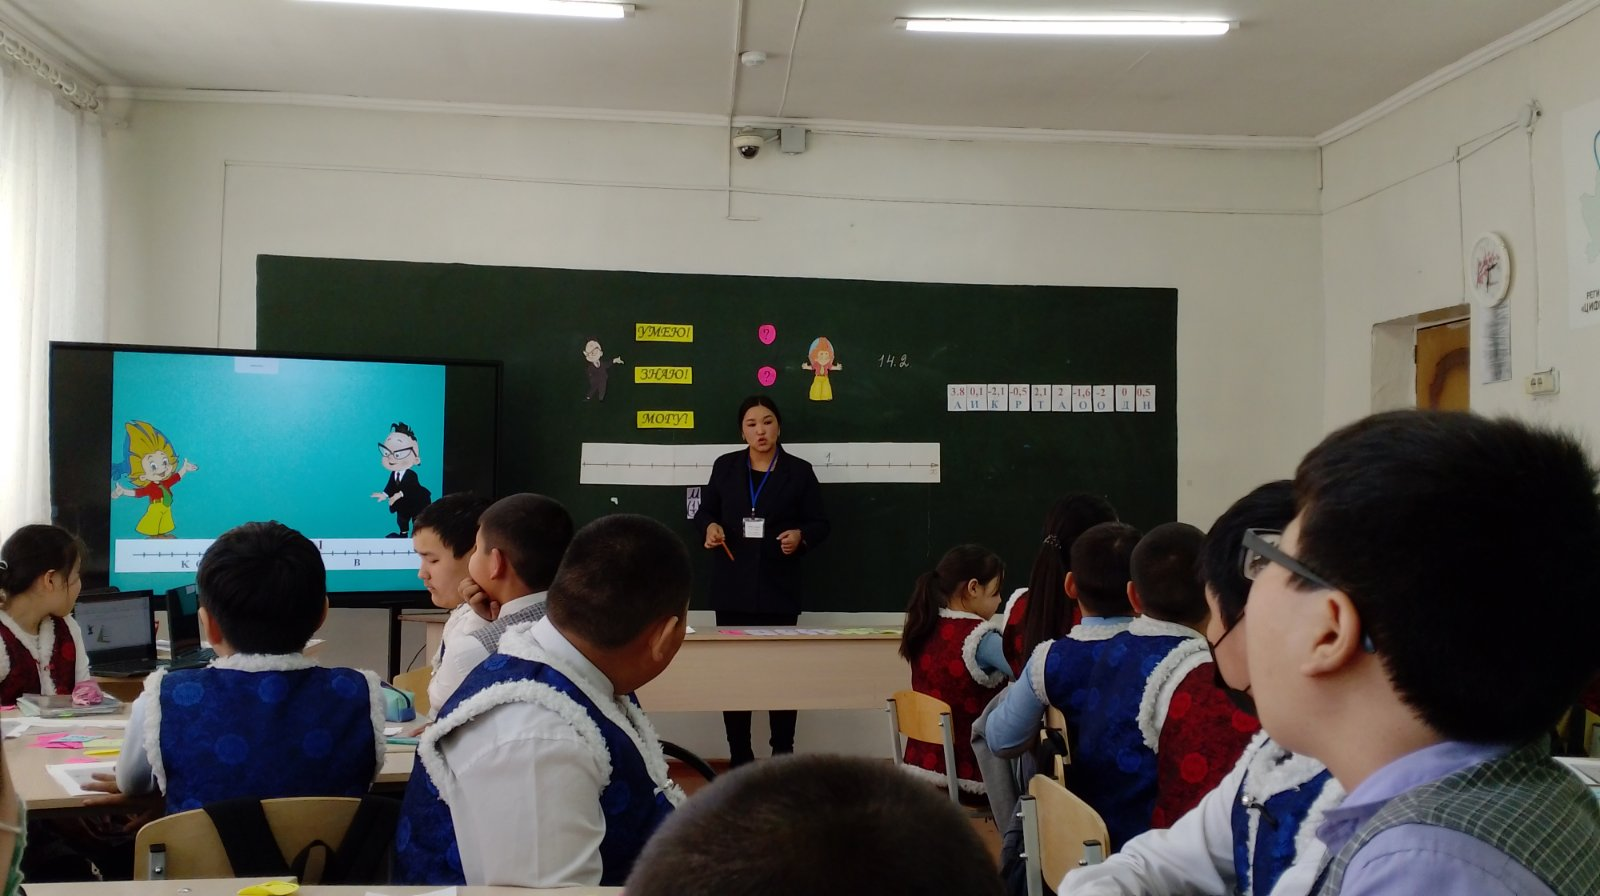 УМЕЮ!
?
ЗНАЮ!
?
МОГУ!
14.2
3.8 0,1 -2,1 -0,5 2,1 2 -1,6 -2 0 0,5
А И К Р Т А О О Д Н
1
x
К
В